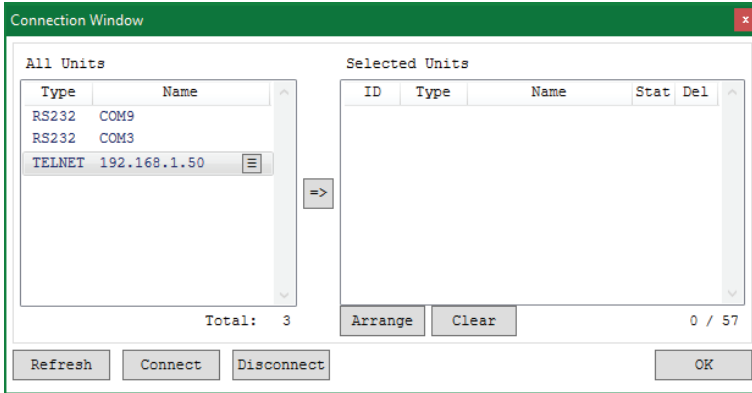 Connection Window x
All Units
Type Name
RS232 COM9
RS232 COM3
TELNET 192.168.1.50
Total: 3
=>
Selected Units
ID Type Name Stat Del
Arrange Clear 0 / 57
Refresh Connect Disconnect OK